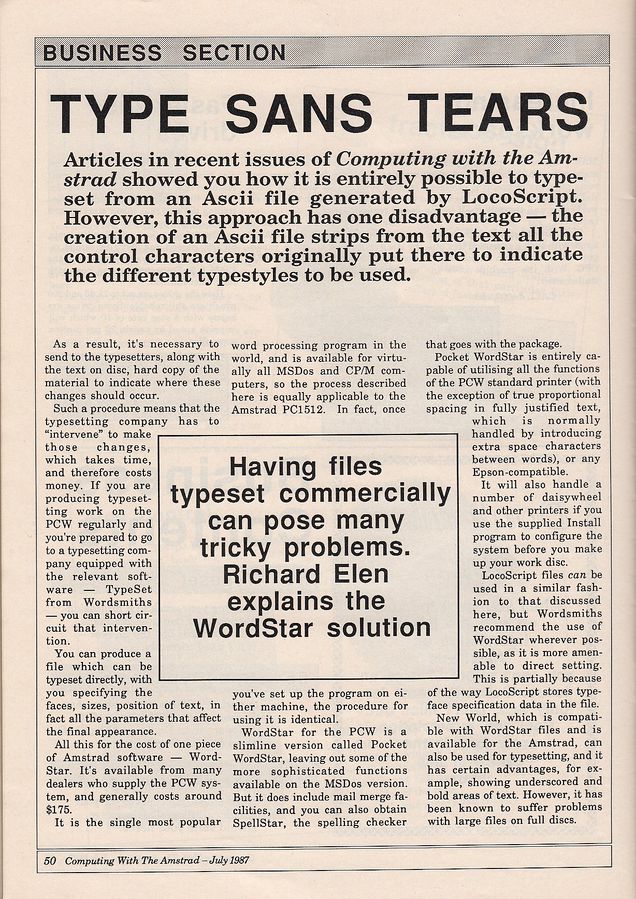 BUSINESS SECTION
TYPE SANS TEARS
Articles in recent issues of Computing with the Am-
strad showed you how it is entirely possible to type-
set from an Ascii file generated by LocoScript.
However, this approach has one disadvantage — the
creation of an Ascii file strips from the text all the
control characters originally put there to indicate
the different typestyles to be used.
As a result, it's necessary to
send to the typesetters, along with
the text on disc, hard copy of the
material to indicate where these
changes should occur.
Such a procedure means that the
typesetting company has to
"intervene" to make
those changes,
which takes time,
and therefore costs
money. If you are
producing typeset-
ting work on the
PCW regularly and
you're prepared to go
to a typesetting com-
pany equipped with
the relevant soft-
ware — TypeSet
from Wordsmiths
— you can short cir-
cuit that interven-
tion.
You can produce a
file which can be
typeset directly, with
you specifying the
faces, sizes, position of text, in
fact all the parameters that affect
the final appearance.
All this for the cost of one piece
of Amstrad software — Word-
Star. It's available from many
dealers who supply the PCW sys-
tem, and generally costs around
$175.
It is the single most popular
word processing program in the
world, and is available for virtu-
ally all MSDos and CP/M com-
puters, so the process described
here is equally applicable to the
Amstrad PC1512. In fact, once
Having files
typeset commercially
can pose many
tricky problems.
Richard Elen
explains the
WordStar solution
you've set up the program on ei-
ther machine, the procedure for
using it is identical.
WordStar for the PCW is a
slimline version called Pocket
WordStar, leaving out some of the
more sophisticated functions
available on the MSDos version.
But it does include mail merge fa-
cilities, and you can also obtain
SpellStar, the spelling checker
that goes with the package.
Pocket WordStar is entirely ca-
pable of utilising all the functions
of the PCW standard printer (with
the exception of true proportional
spacing in fully justified text,
which is normally
handled by introducing
extra space characters
between words), or any
Epson-compatible.
It will also handle a
number of daisywheel
and other printers if you
use the supplied Install
program to configure the
system before you make
up your work disc.
LocoScript files can be
used in a similar fash-
ion to that discussed
here, but Wordsmiths
recommend the use of
WordStar wherever pos-
sible, as it is more amen-
able to direct setting.
This is partially because
of the way LocoScript stores type-
face specification data in the file.
New World, which is compati-
ble with WordStar files and is
available for the Amstrad, can
also be used for typesetting, and it
has certain advantages, for ex-
ample, showing underscored and
bold areas of text. However, it has
been known to suffer problems
with large files on full discs.
50 Computing With The Amstrad – July 1987